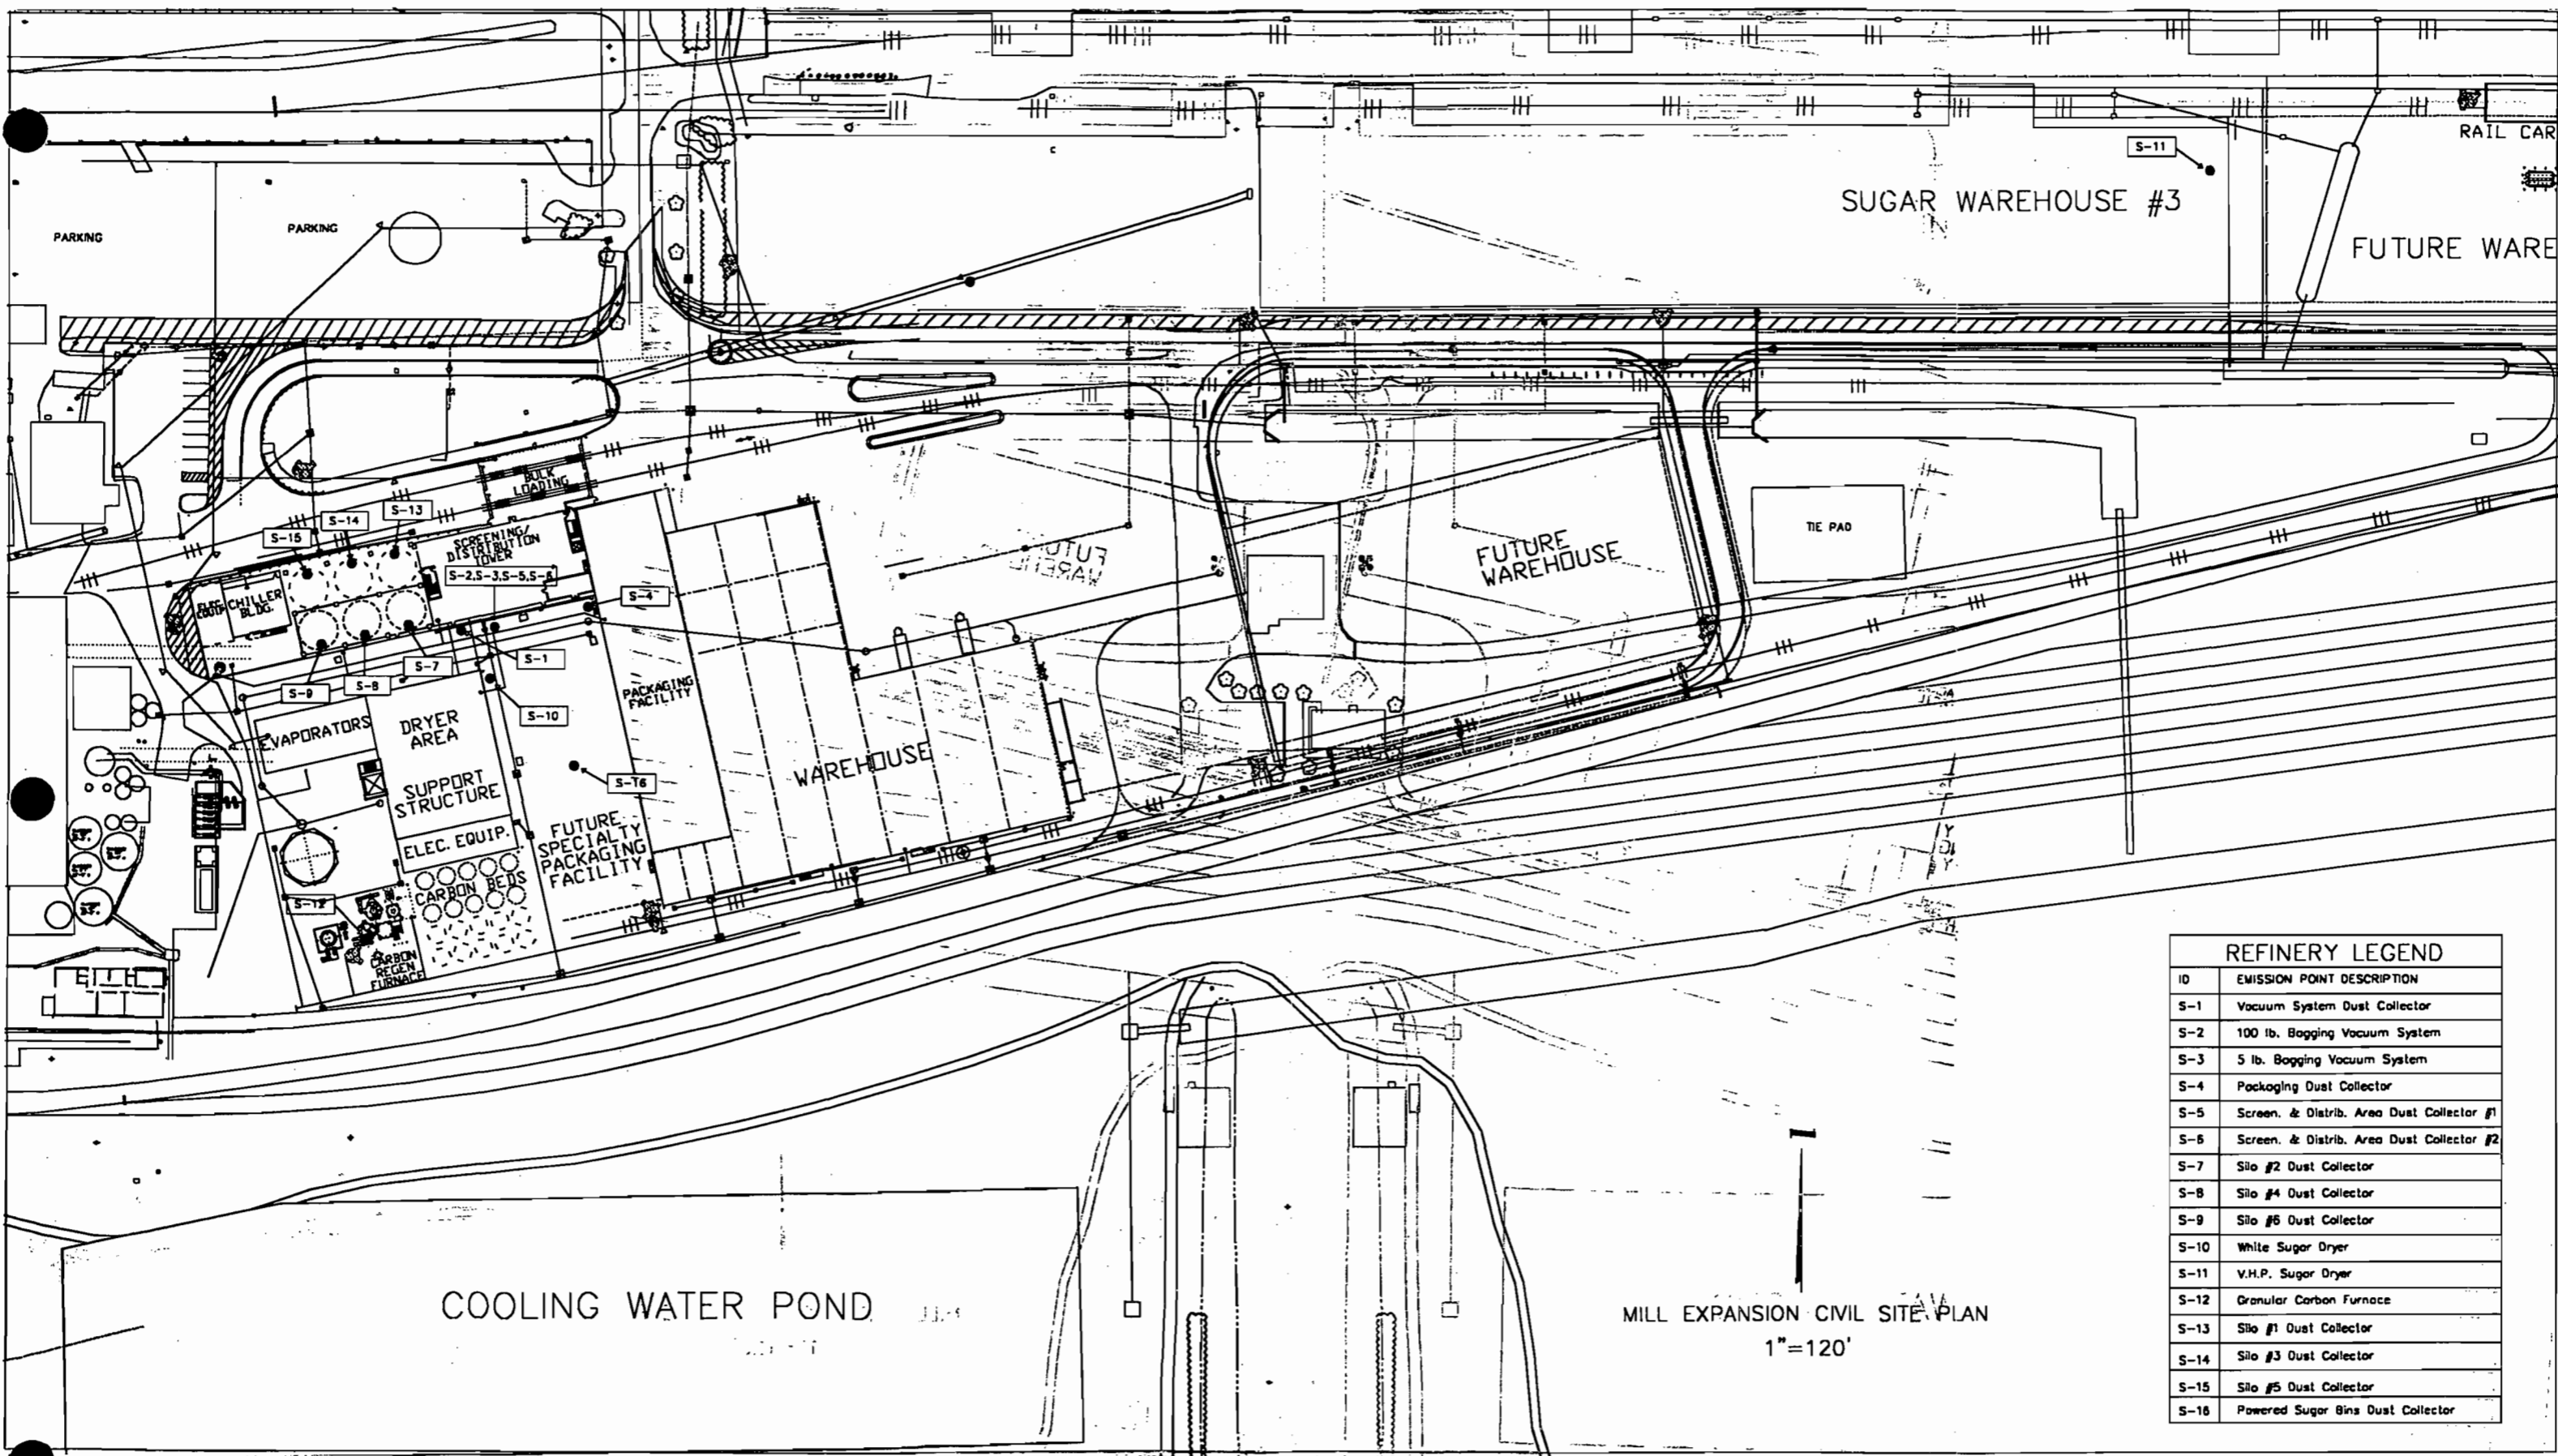 RAIL CAR
S-11
SUGAR WAREHOUSE #3
FUTURE WARE
PARKING
PARKING
BULK
LOADING
S-13
S-14
S-15
SCREENING/
DISTRIBUTION
TOWER
S-2,S-3,S-5,S-6
ELEC.
EQUIP.
CHILLER
BLDG.
S-4
S-1
S-7
S-8
S-9
S-10
FUTURE
WAREHOUSE
TIE PAD
PACKAGING
FACILITY
EVAPORATORS
DRYER
AREA
SUPPORT
STRUCTURE
ELEC. EQUIP.
S-16
WAREHOUSE
FUTURE
SPECIALTY
PACKAGING
FACILITY
CARBON BEDS
S-12
CARBON
REGEN
FURNACE
COOLING WATER POND
MILL EXPANSION CIVIL SITE PLAN
1"=120'
REFINERY LEGEND
ID EMISSION POINT DESCRIPTION
S-1 Vacuum System Dust Collector
S-2 100 lb. Bagging Vacuum System
S-3 5 lb. Bagging Vacuum System
S-4 Packaging Dust Collector
S-5 Screen. & Distrib. Area Dust Collector #1
S-6 Screen. & Distrib. Area Dust Collector #2
S-7 Silo #2 Dust Collector
S-8 Silo #4 Dust Collector
S-9 Silo #6 Dust Collector
S-10 White Sugar Dryer
S-11 V.H.P. Sugar Dryer
S-12 Granular Carbon Furnace
S-13 Silo #1 Dust Collector
S-14 Silo #3 Dust Collector
S-15 Silo #5 Dust Collector
S-16 Powered Sugar Bins Dust Collector